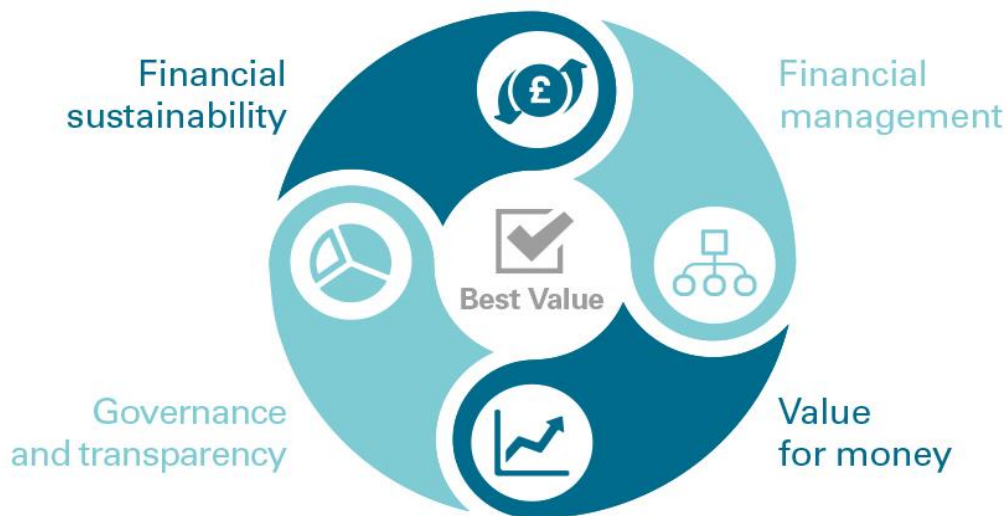 Financial
sustainability
£
Financial
management
Best Value
Governance
and transparency
Value
for money